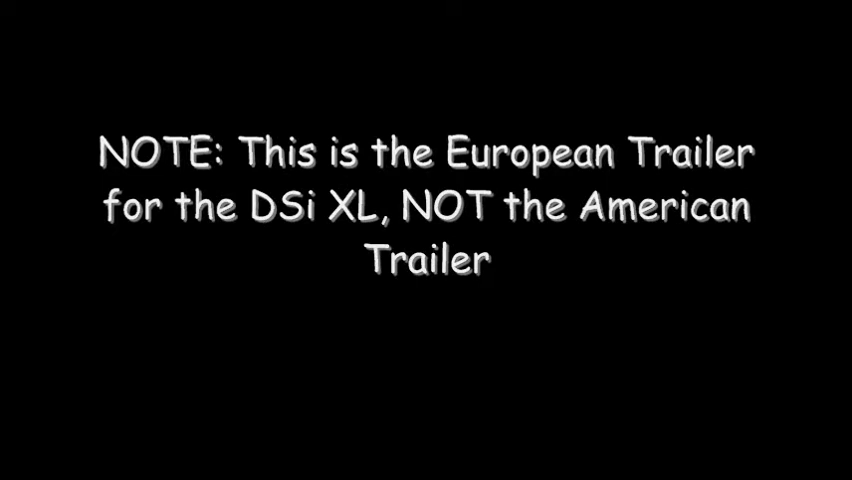 NOTE: This is the European Trailer
for the DSi XL, NOT the American
Trailer